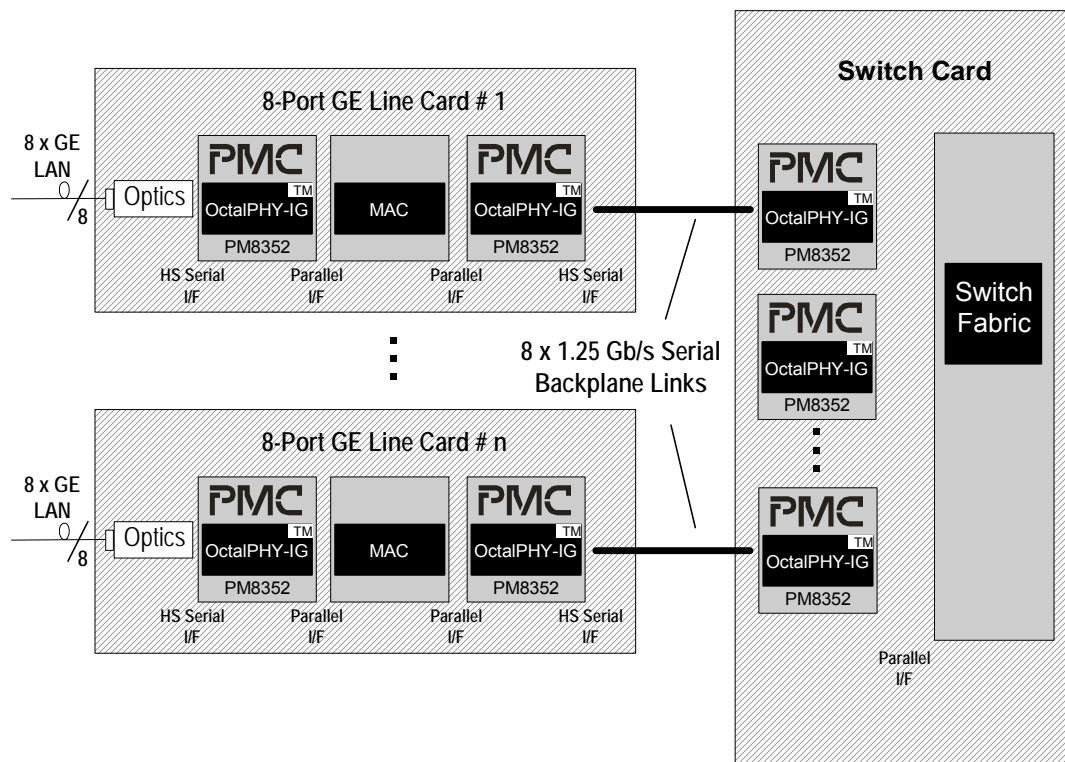 Switch Card
8-Port GE Line Card # 1
8 x GE
LAN
8
Optics
PMC
TM
OctalPHY-IG
PM8352
MAC
PMC
TM
OctalPHY-IG
PM8352
HS Serial
I/F
Parallel
I/F
Parallel
I/F
HS Serial
I/F
PMC
TM
OctalPHY-IG
PM8352
Switch
Fabric
PMC
TM
OctalPHY-IG
PM8352
8 x 1.25 Gb/s Serial
Backplane Links
8-Port GE Line Card # n
8 x GE
LAN
8
Optics
PMC
TM
OctalPHY-IG
PM8352
MAC
PMC
TM
OctalPHY-IG
PM8352
HS Serial
I/F
Parallel
I/F
Parallel
I/F
HS Serial
I/F
PMC
TM
OctalPHY-IG
PM8352
Parallel
I/F